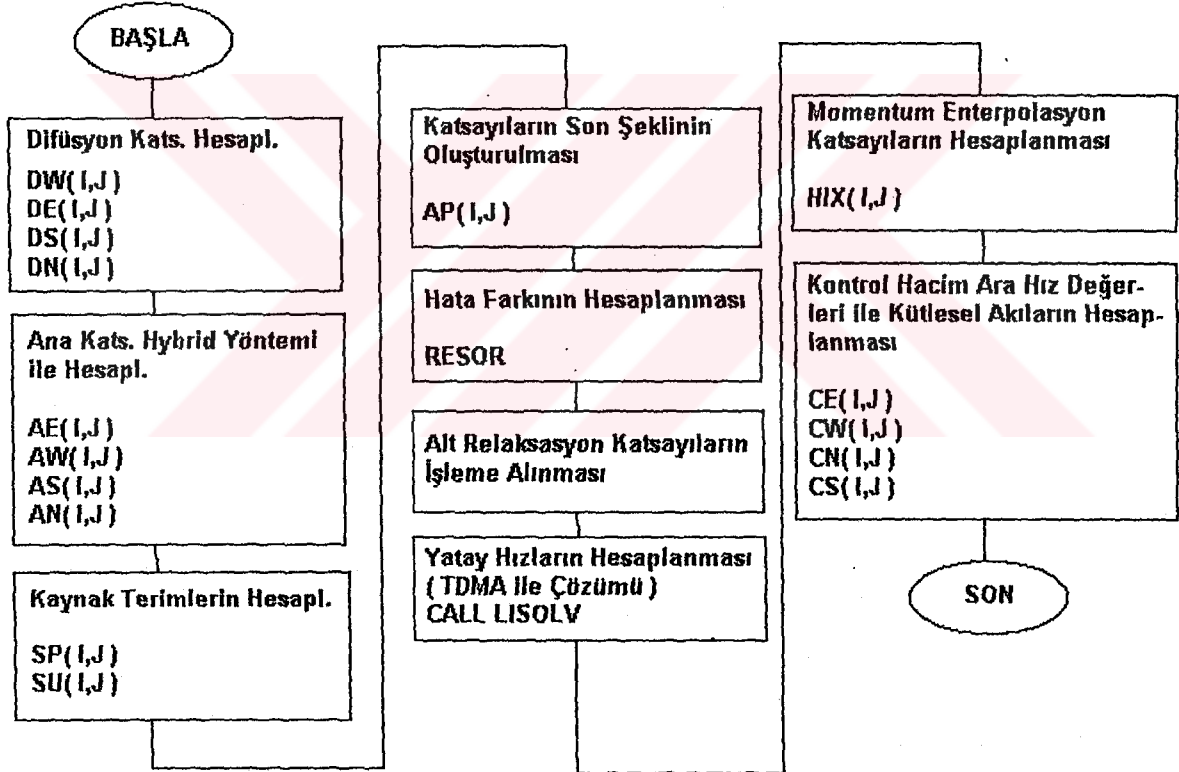 BAŞLA
Difüsyon Kats. Hesapl.
DW( I,J )
DE( I,J )
DS( I,J )
DN( I,J )
Ana Kats. Hybrid Yöntemi
ile Hesapl.
AE( I,J )
AW( I,J )
AS( I,J )
AN( I,J )
Kaynak Terimlerin Hesapl.
SP( I,J )
SU( I,J )
Katsayıların Son Şeklinin
Oluşturulması
AP( I,J )
Hata Farkının Hesaplanması
RESOR
Alt Relaksasyon Katsayıların
İşleme Alınması
Yatay Hızların Hesaplanması
( TDMA ile Çözümü )
CALL LISOLV
Momentum Enterpolasyon
Katsayıların Hesaplanması
HIX( I,J )
Kontrol Hacim Ara Hız Değer-
leri ile Kütlesel Akıların Hesap-
lanması
CE( I,J )
CW( I,J )
CN( I,J )
CS( I,J )
SON